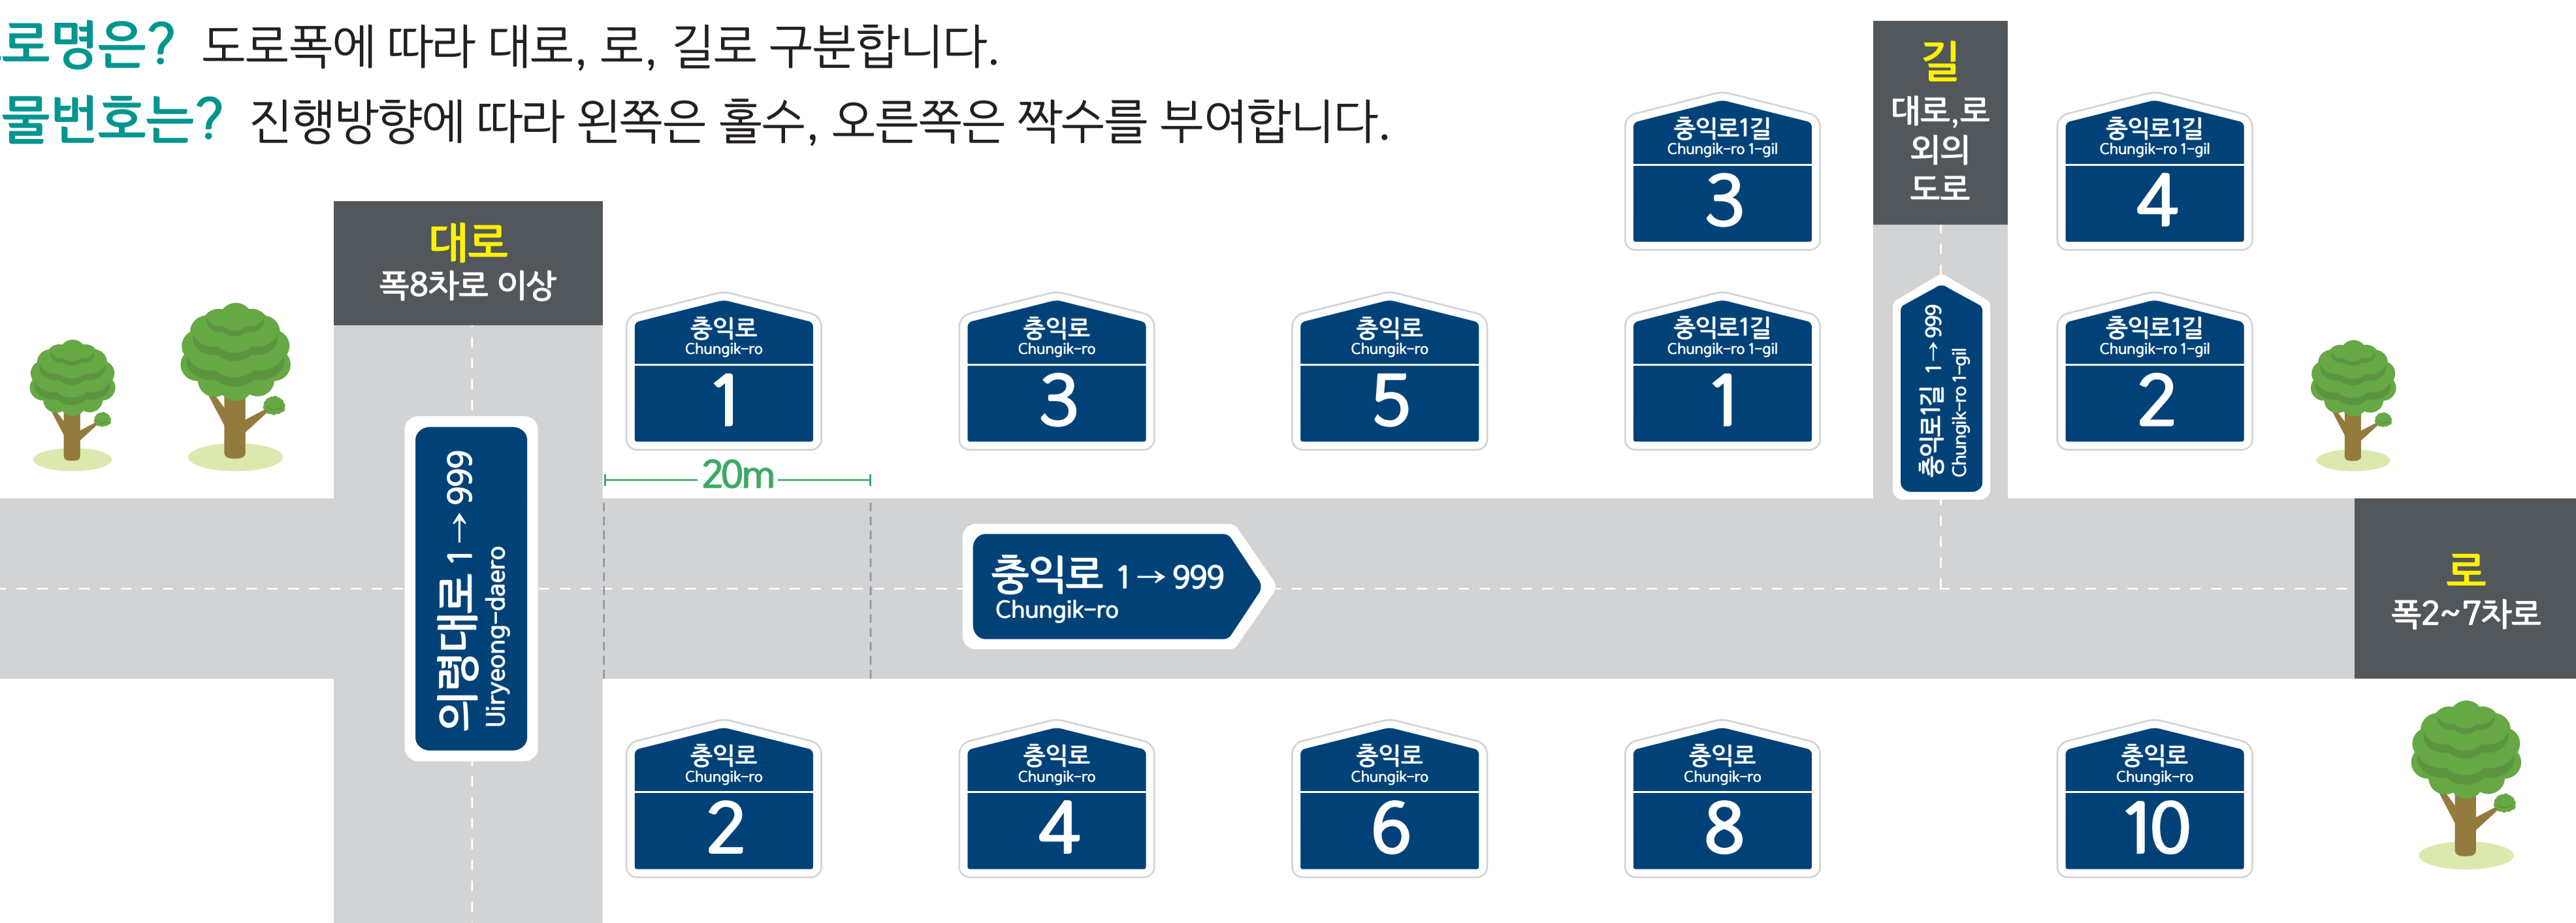 로명은? 도로폭에 따라 대로, 로, 길로 구분합니다.
물번호는? 진행방향에 따라 왼쪽은 홀수, 오른쪽은 짝수를 부여합니다.
길
대로,로
외의
도로
충익로1길
Chungik-ro 1-gil
3
충익로1길
Chungik-ro 1-gil
4
대로
폭8차로 이상
충익로
Chungik-ro
1
충익로
Chungik-ro
3
충익로
Chungik-ro
5
충익로1길
Chungik-ro 1-gil
1
충익로1길 1→999
Chungik-ro 1-gil
충익로1길
Chungik-ro 1-gil
2
20m
의령대로 1→999
Uiryeong-daero
충익로 1→999
Chungik-ro
로
폭2~7차로
충익로
Chungik-ro
2
충익로
Chungik-ro
4
충익로
Chungik-ro
6
충익로
Chungik-ro
8
충익로
Chungik-ro
10